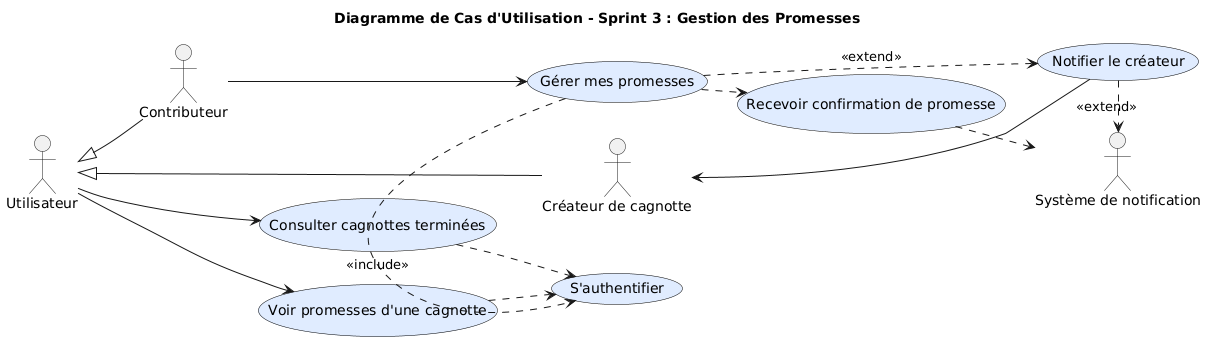 Diagramme de Cas d'Utilisation - Sprint 3 : Gestion des Promesses
Contributeur
Gérer mes promesses
«extend»
Notifier le créateur
Recevoir confirmation de promesse
«extend»
Utilisateur
Créateur de cagnotte
Système de notification
Consulter cagnottes terminées
«include»
S'authentifier
Voir promesses d'une cagnotte